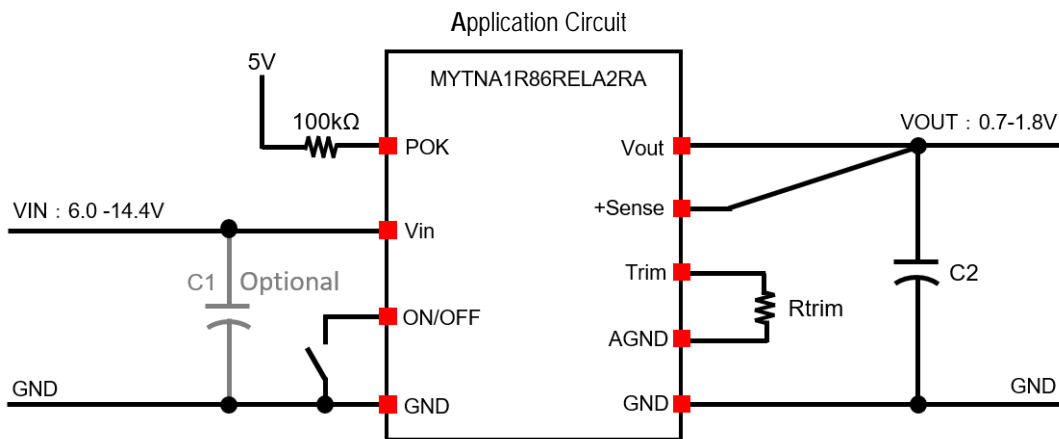 Application Circuit
5V
MYTNA1R86RELA2RA
100kΩ
POK
Vout
VOUT : 0.7-1.8V
+Sense
VIN : 6.0 -14.4V
Vin
C1 Optional
Trim
Rtrim
C2
ON/OFF
AGND
GND
GND
GND
GND